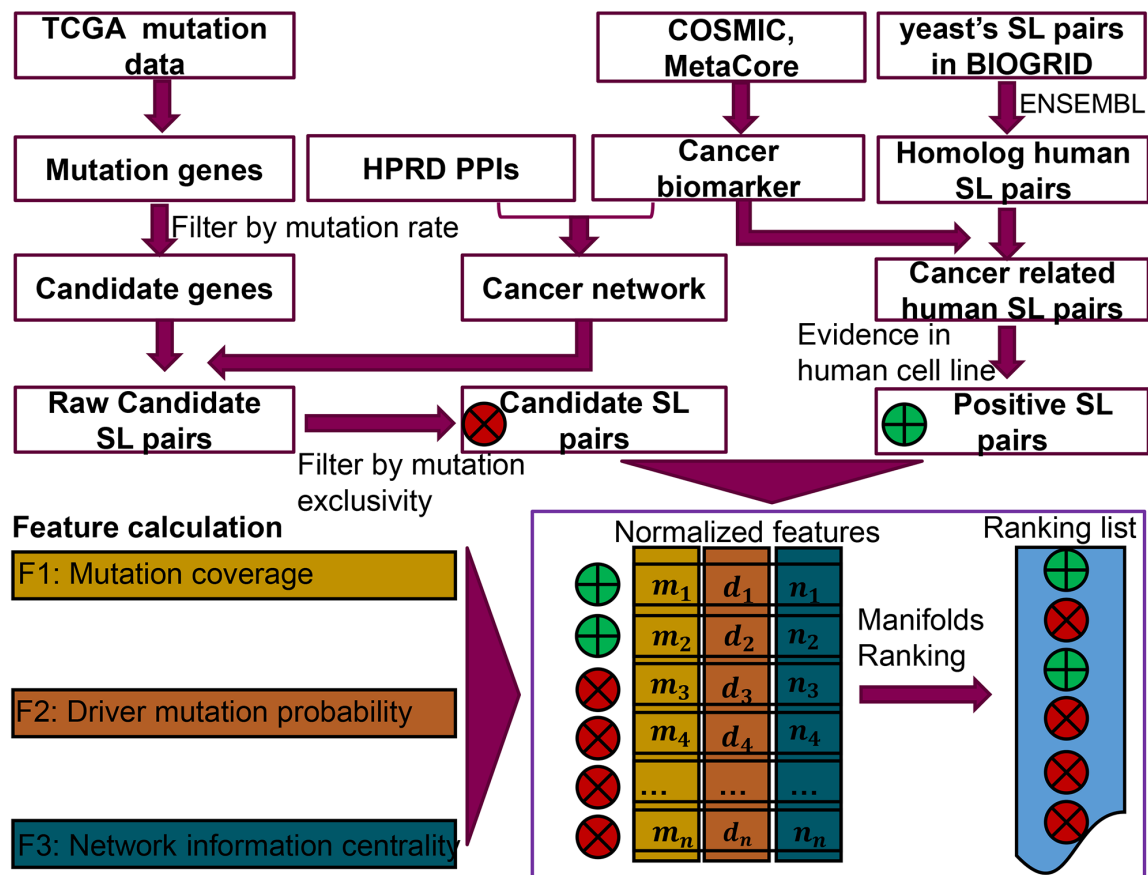 TCGA mutation
data
COSMIC,
MetaCore
yeast's SL pairs
in BIOGRID
ENSEMBL
Mutation genes
HPRD PPIs
Cancer
biomarker
Homolog human
SL pairs
Filter by mutation rate
Candidate genes
Cancer network
Cancer related
human SL pairs
Evidence in
human cell line
Raw Candidate
SL pairs
Candidate SL
pairs
Positive SL
pairs
Filter by mutation
exclusivity
Feature calculation
F1: Mutation coverage
F2: Driver mutation probability
F3: Network information centrality
Normalized features
m₁ d₁ n₁
m₂ d₂ n₂
m₃ d₃ n₃
m₄ d₄ n₄
... ... ...
mₙ dₙ nₙ
Manifolds
Ranking
Ranking list